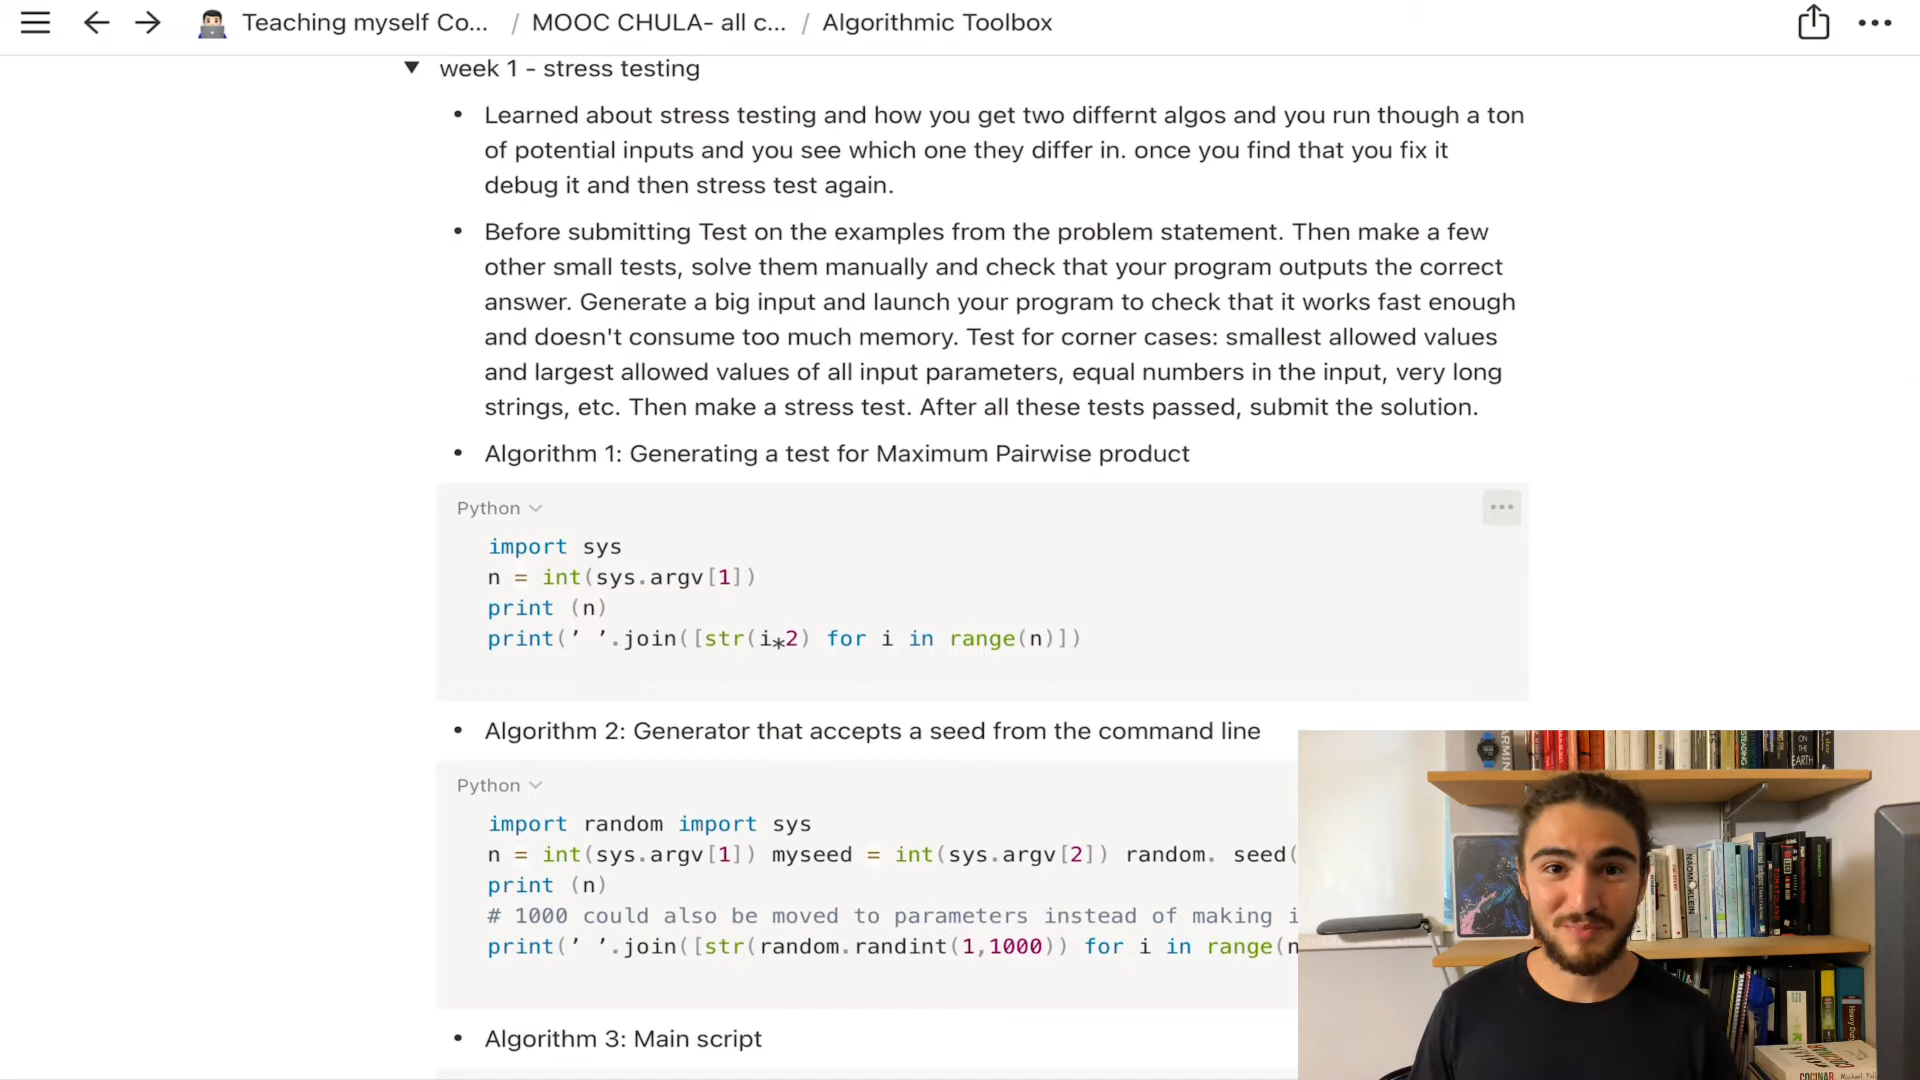 Teaching myself Co... / MOOC CHULA- all c... / Algorithmic Toolbox
week 1 - stress testing
Learned about stress testing and how you get two differnt algos and you run though a ton
of potential inputs and you see which one they differ in. once you find that you fix it
debug it and then stress test again.
Before submitting Test on the examples from the problem statement. Then make a few
other small tests, solve them manually and check that your program outputs the correct
answer. Generate a big input and launch your program to check that it works fast enough
and doesn't consume too much memory. Test for corner cases: smallest allowed values
and largest allowed values of all input parameters, equal numbers in the input, very long
strings, etc. Then make a stress test. After all these tests passed, submit the solution.
Algorithm 1: Generating a test for Maximum Pairwise product
Python
import sys
n = int(sys.argv[1])
print (n)
print(’ ’.join([str(i*2) for i in range(n)])
Algorithm 2: Generator that accepts a seed from the command line
Python
import random import sys
n = int(sys.argv[1]) myseed = int(sys.argv[2]) random. seed(
print (n)
# 1000 could also be moved to parameters instead of making i
print(’ ’.join([str(random.randint(1,1000)) for i in range(n
Algorithm 3: Main script
WHEN
ON
THE
EARTH
NAOMI KLEIN
TOMATOLAND
COCINAR